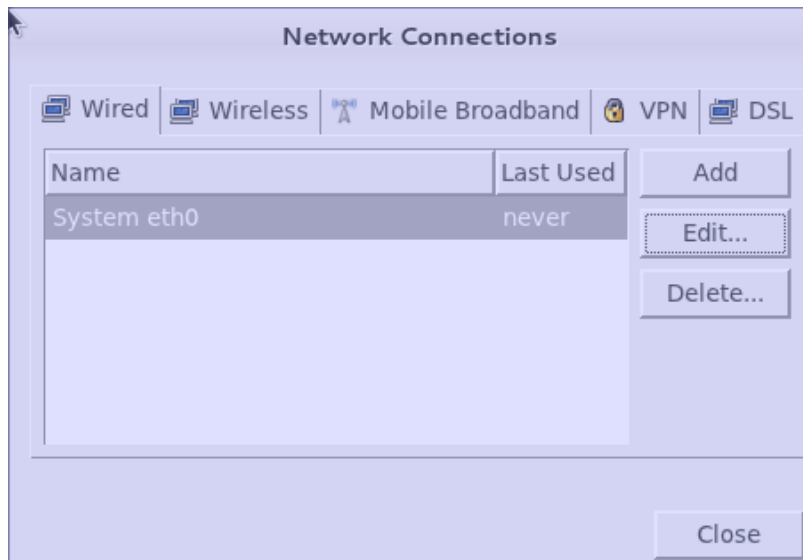 Network Connections
Wired Wireless Mobile Broadband VPN DSL
Name Last Used Add
System eth0 never Edit...
Delete...
Close